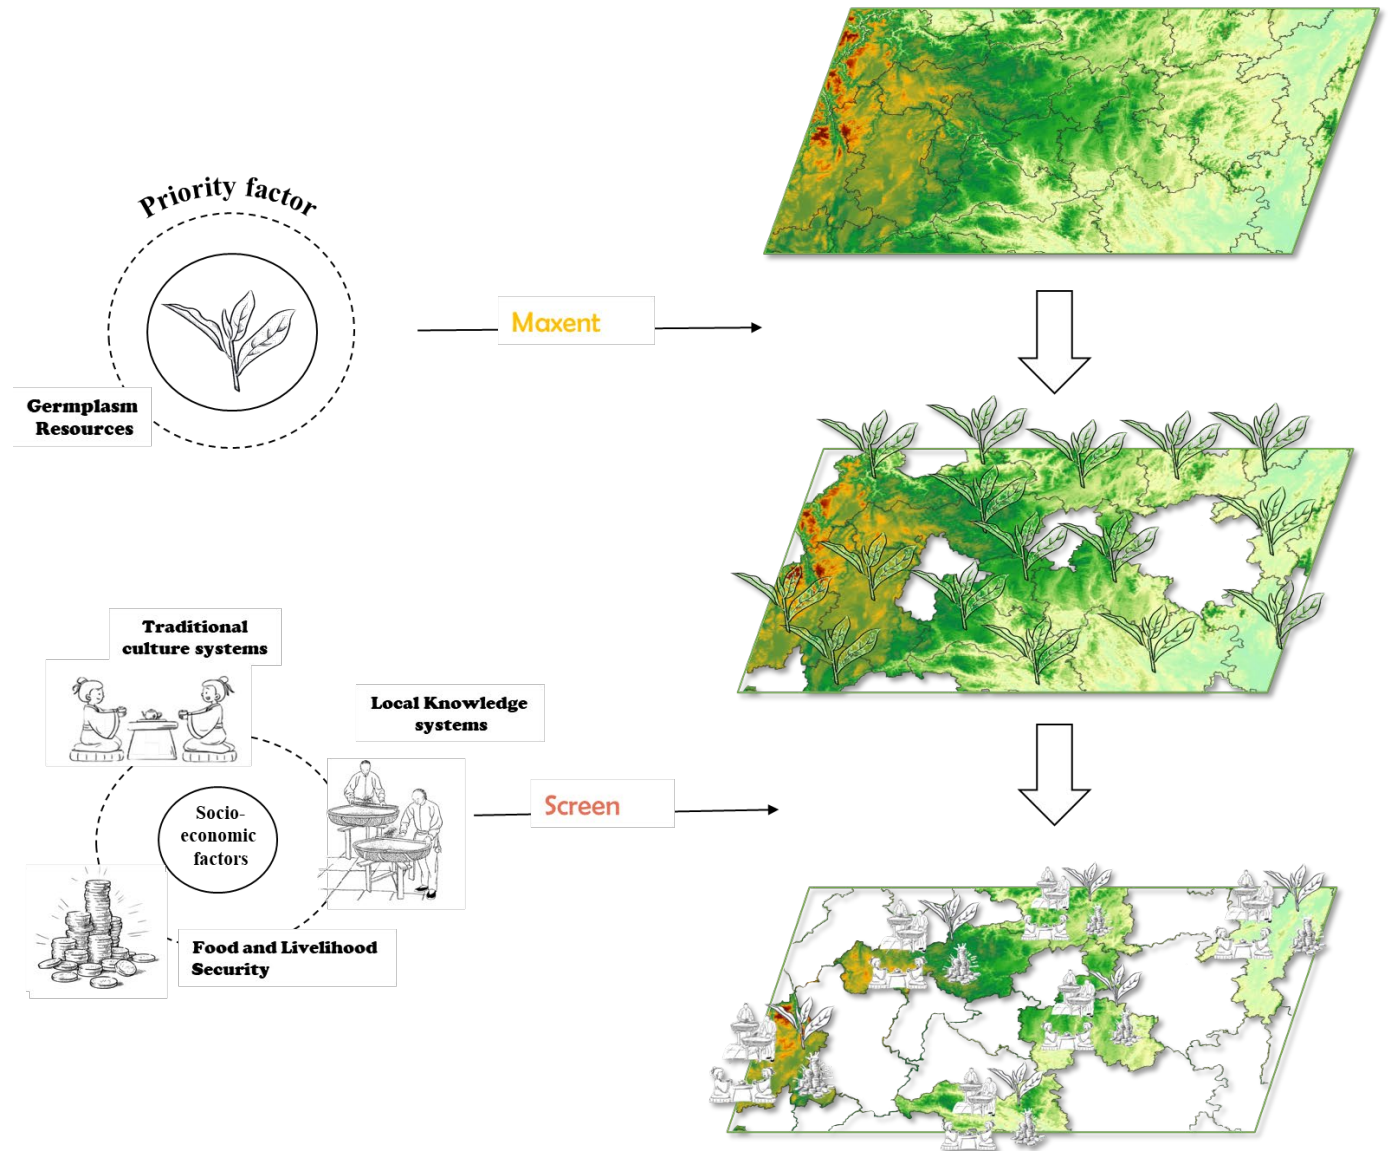 Priority factor
Germplasm
Resources
Maxent
Traditional
culture systems
Local Knowledge
systems
Socio-
economic
factors
Screen
Food and Livelihood
Security